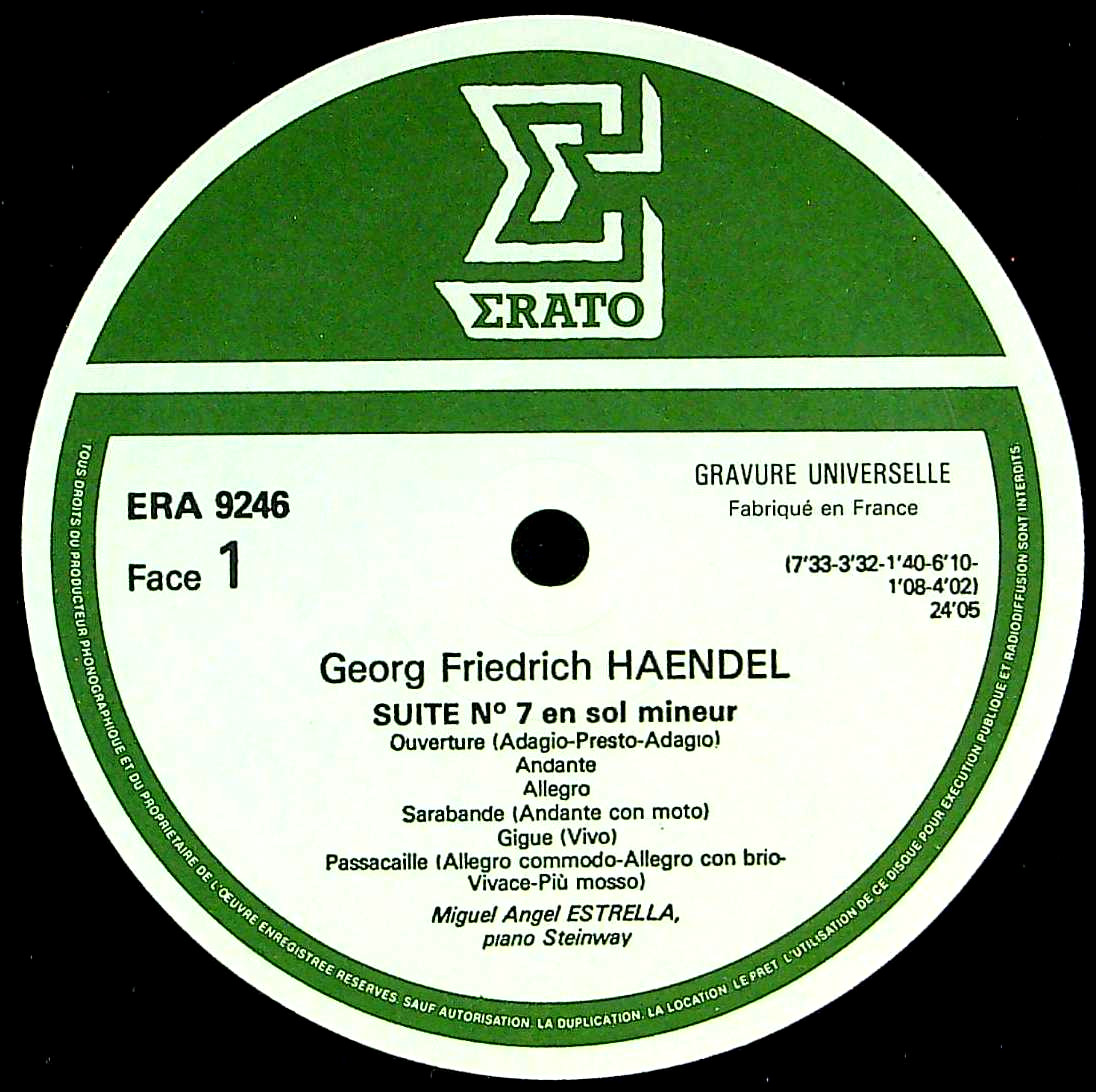 ΣRATO
ERA 9246
Face 1
GRAVURE UNIVERSELLE
Fabriqué en France
(7'33-3'32-1'40-6'10-
1'08-4'02)
24'05
Georg Friedrich HAENDEL
SUITE Nº 7 en sol mineur
Ouverture (Adagio-Presto-Adagio)
Andante
Allegro
Sarabande (Andante con moto)
Gigue (Vivo)
Passacaille (Allegro commodo-Allegro con brio-
Vivace-Più mosso)
Miguel Angel ESTRELLA,
piano Steinway
TOUS DROITS DU PRODUCTEUR PHONOGRAPHIQUE ET DU PROPRIETAIRE DE L'ŒUVRE ENREGISTREE RESERVES. SAUF AUTORISATION. LA DUPLICATION. LA LOCATION. LE PRET L'UTILISATION DE CE DISQUE POUR EXECUTION PUBLIQUE ET RADIODIFFUSION SONT INTERDITS.